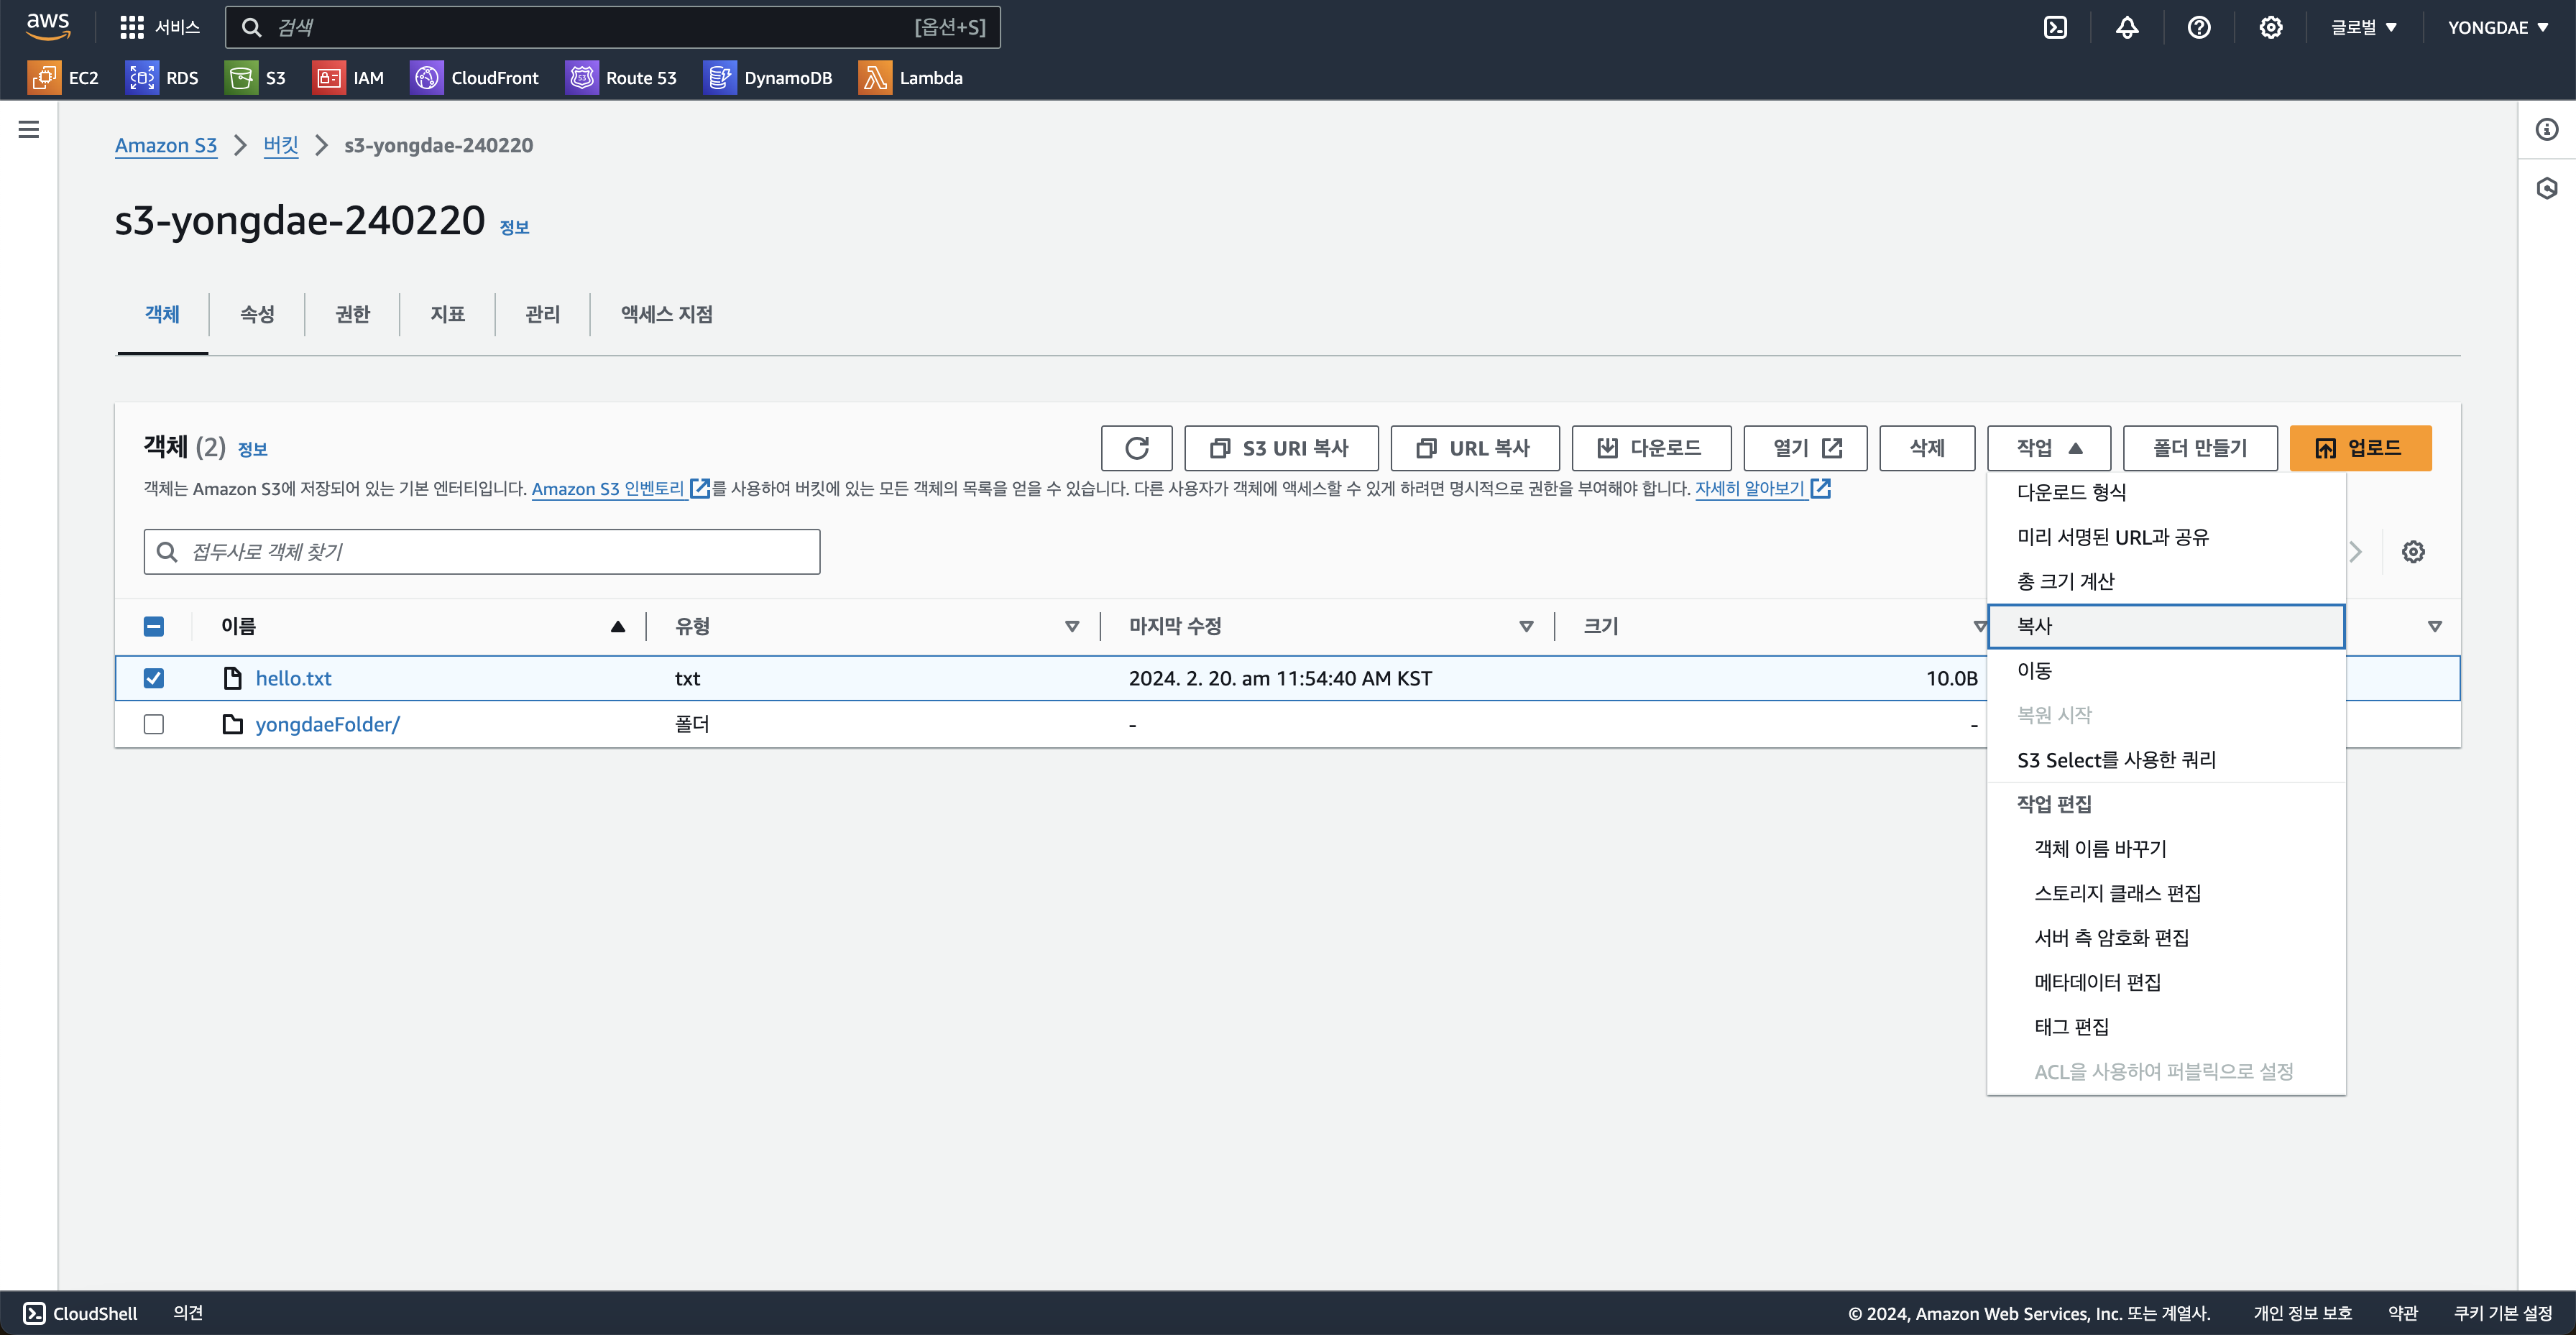 aws 서비스 검색 [옵션+S] 글로벌 YONGDAE
EC2 RDS S3 IAM CloudFront Route 53 DynamoDB Lambda
Amazon S3 버킷 s3-yongdae-240220
s3-yongdae-240220 정보
객체 속성 권한 지표 관리 액세스 지점
객체 (2) 정보 S3 URI 복사 URL 복사 다운로드 열기 삭제 작업 폴더 만들기 업로드
객체는 Amazon S3에 저장되어 있는 기본 엔터티입니다. Amazon S3 인벤토리 를 사용하여 버킷에 있는 모든 객체의 목록을 얻을 수 있습니다. 다른 사용자가 객체에 액세스할 수 있게 하려면 명시적으로 권한을 부여해야 합니다. 자세히 알아보기
접두사로 객체 찾기
이름 유형 마지막 수정 크기
hello.txt txt 2024. 2. 20. am 11:54:40 AM KST 10.0B
yongdaeFolder/ 폴더 - -
다운로드 형식
미리 서명된 URL과 공유
총 크기 계산
복사
이동
복원 시작
S3 Select를 사용한 쿼리
작업 편집
객체 이름 바꾸기
스토리지 클래스 편집
서버 측 암호화 편집
메타데이터 편집
태그 편집
ACL을 사용하여 퍼블릭으로 설정
CloudShell 의견 © 2024, Amazon Web Services, Inc. 또는 계열사. 개인 정보 보호 약관 쿠키 기본 설정